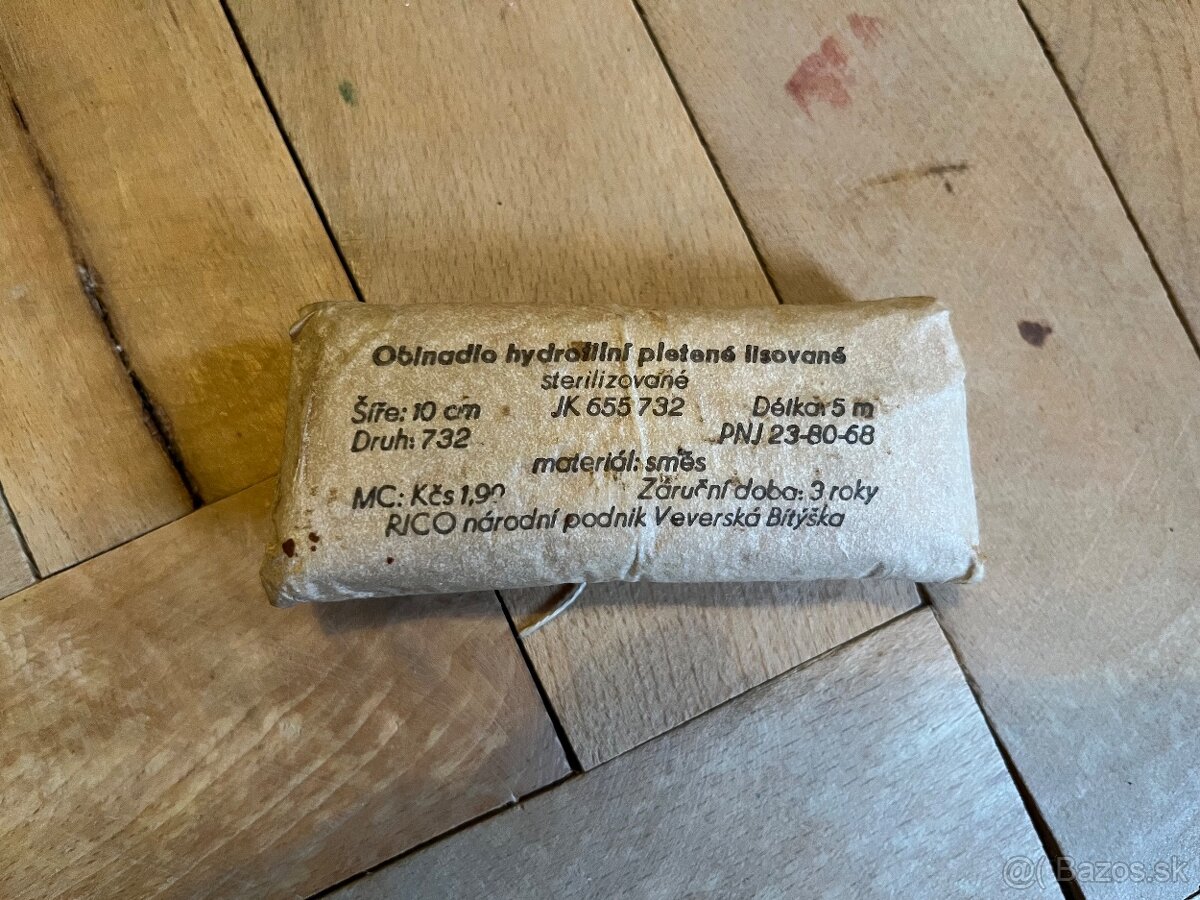 Obinadlo hydrofilní pletené lisované
sterilizované
Šíře: 10 cm JK 655 732 Délka: 5 m
Druh: 732 PNJ 23-80-68
materiál: směs
MC: Kčs 1,90 Záruční doba: 3 roky
RICO národní podnik Veverská Bítýška
@( Bazos.sk